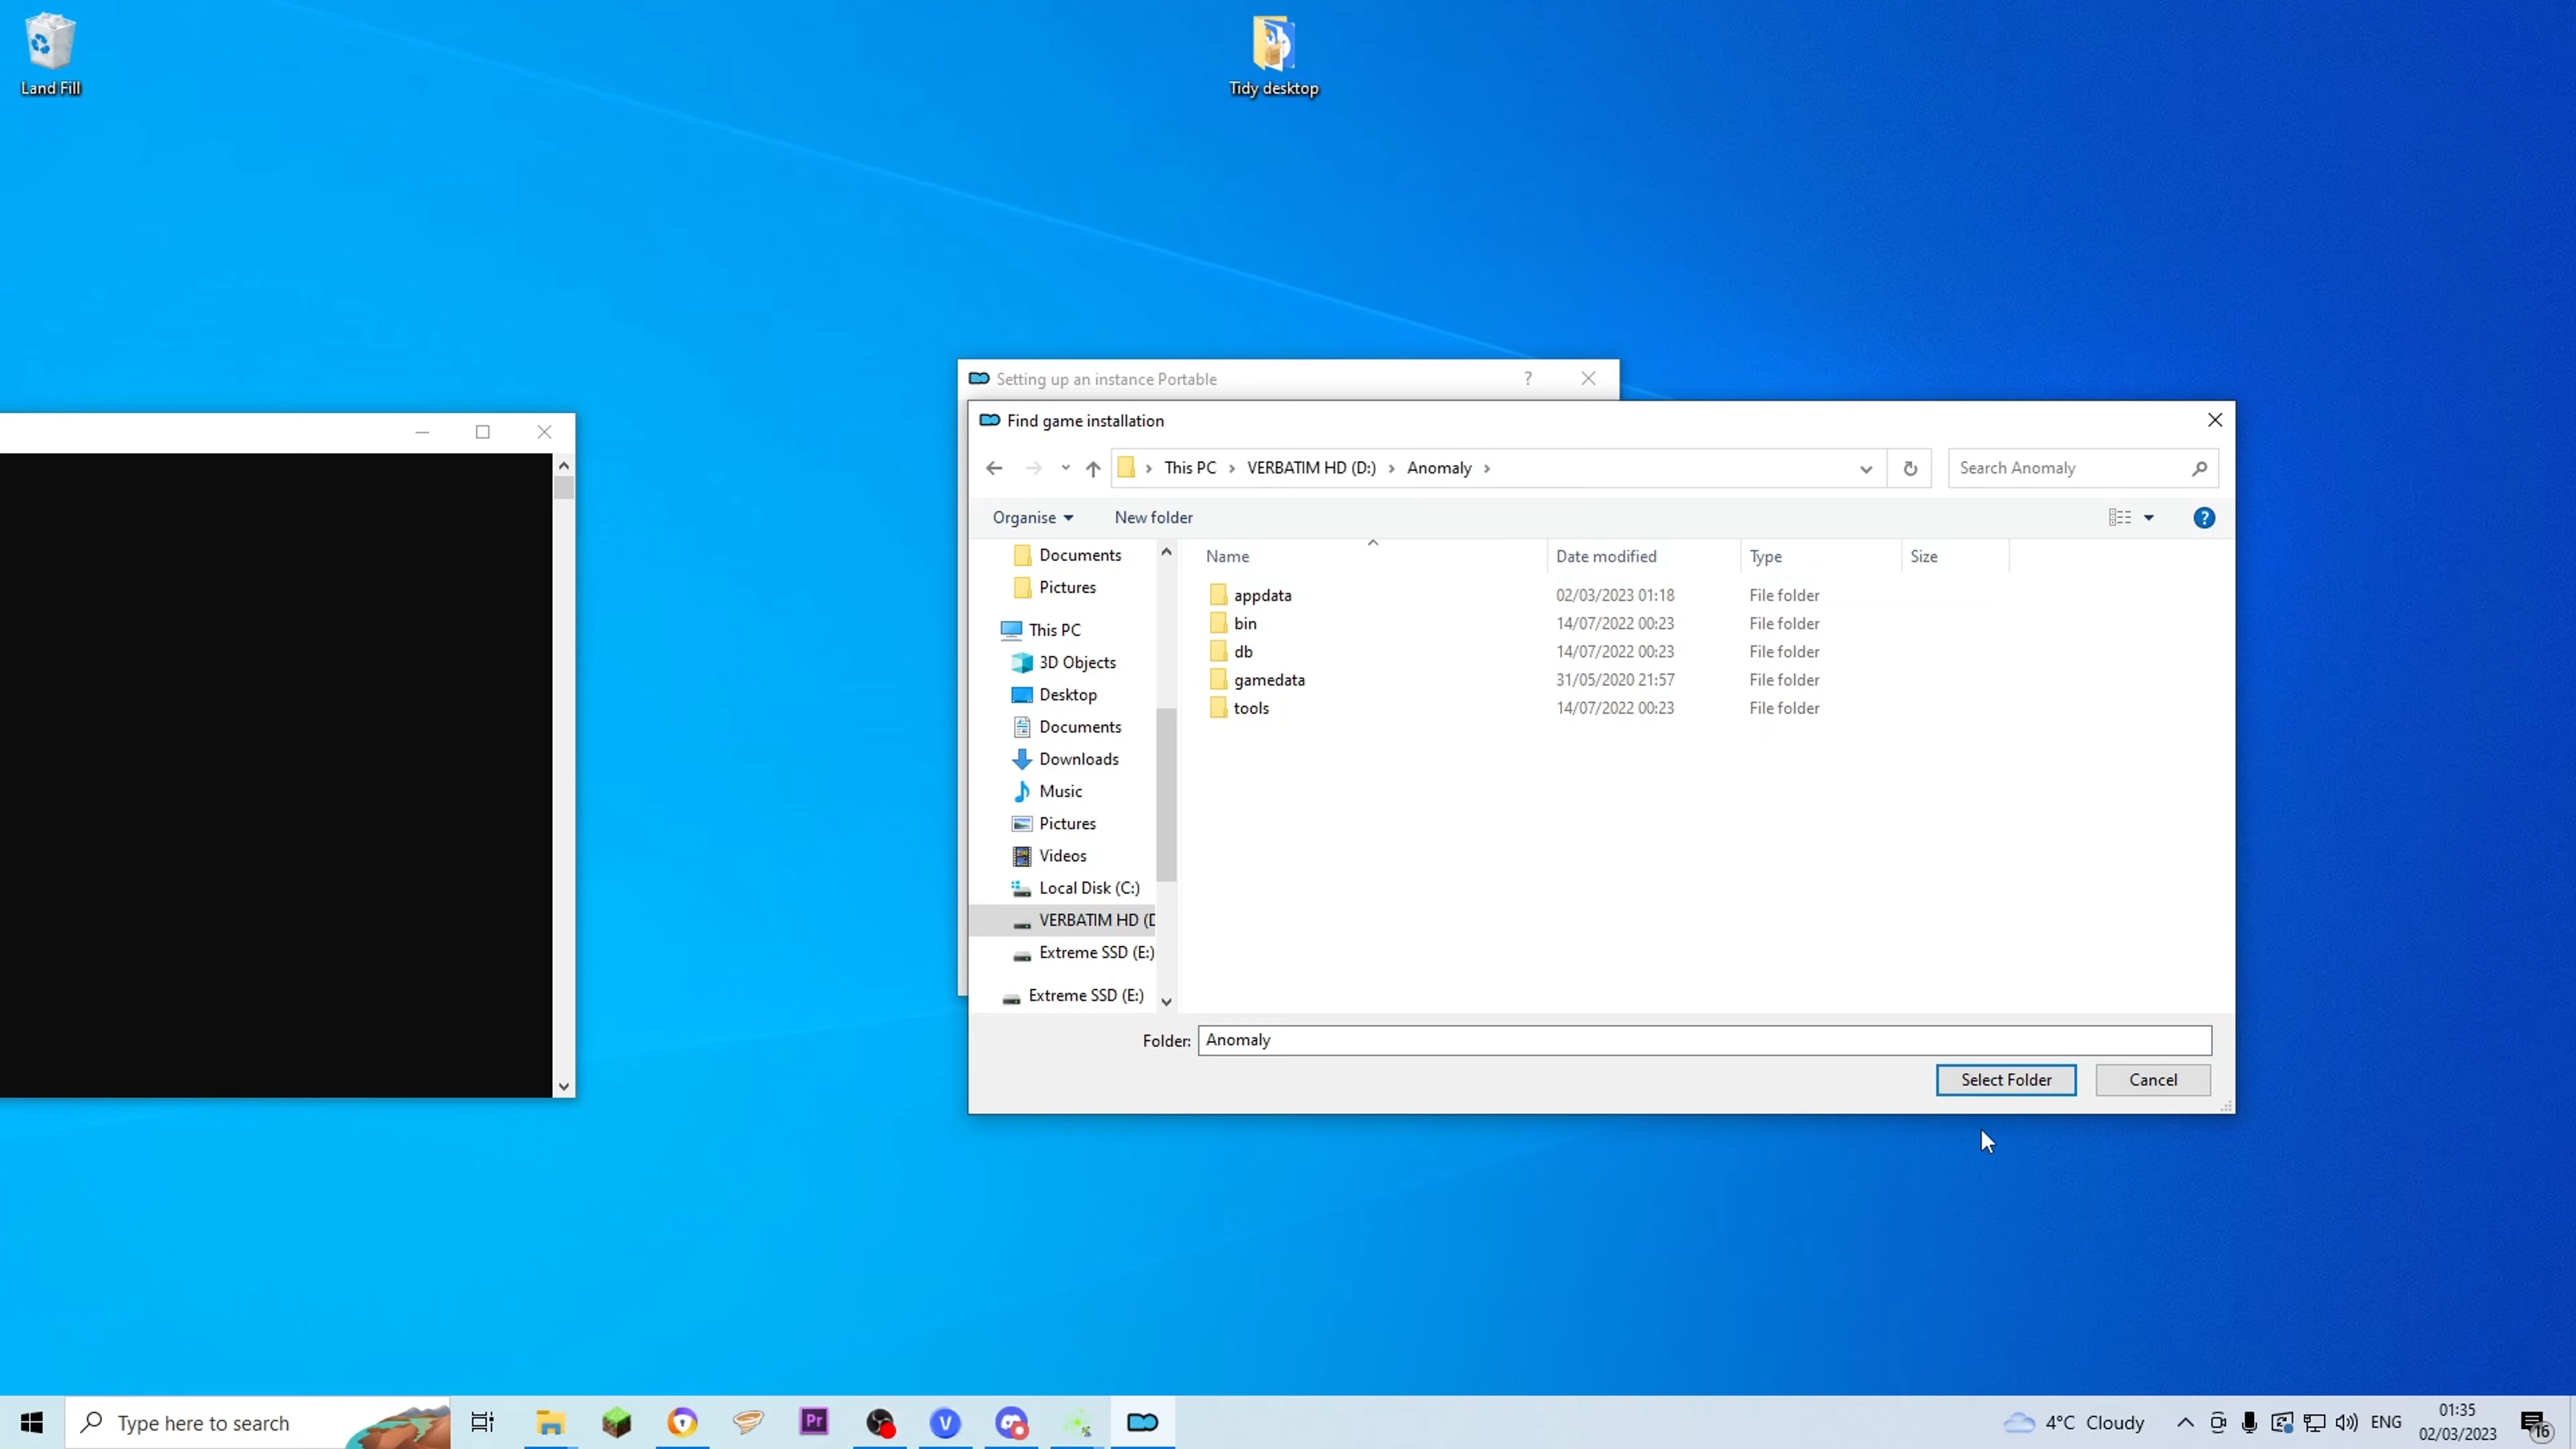 Land Fill
Tidy desktop
Setting up an instance Portable
Find game installation
This PC > VERBATIM HD (D:) > Anomaly >
Search Anomaly
Organise
New folder
Documents
Pictures
This PC
3D Objects
Desktop
Documents
Downloads
Music
Pictures
Videos
Local Disk (C:)
VERBATIM HD (D
Extreme SSD (E:)
Extreme SSD (E:)
Name Date modified Type Size
appdata 02/03/2023 01:18 File folder
bin 14/07/2022 00:23 File folder
db 14/07/2022 00:23 File folder
gamedata 31/05/2020 21:57 File folder
tools 14/07/2022 00:23 File folder
Folder: Anomaly
Select Folder Cancel
Type here to search
Pr
V
4°C Cloudy
ENG
01:35
02/03/2023
16